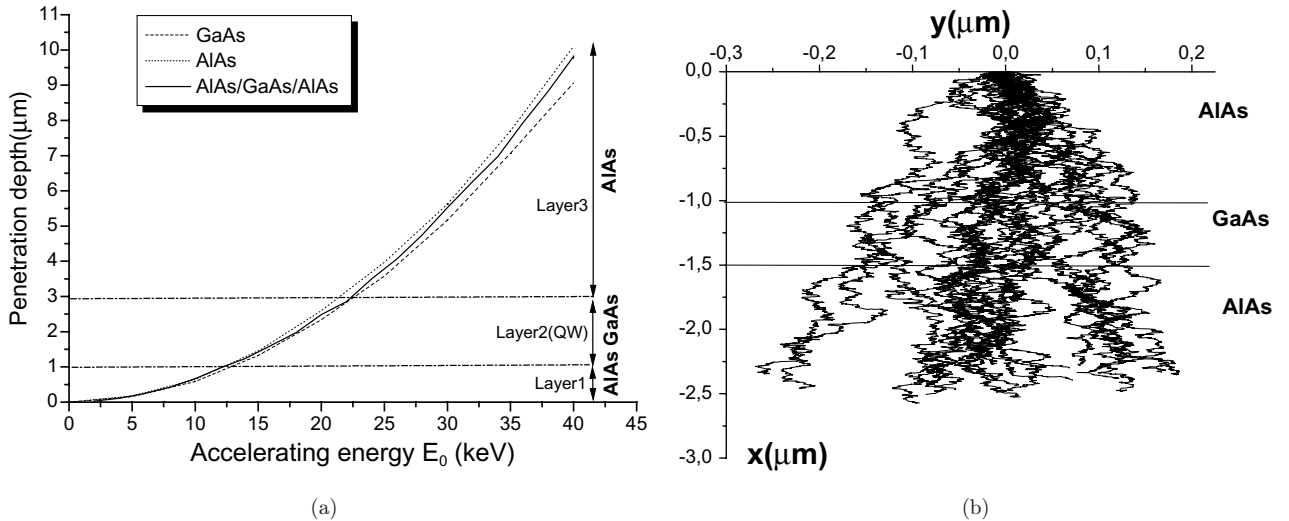 11
10
9
8
7
6
5
4
3
2
1
0
Penetration depth(μm)
GaAs
AlAs
AlAs/GaAs/AlAs
Layer3
Layer2(QW)
Layer1
AlAs
GaAs
AlAs
0 5 10 15 20 25 30 35 40 45
Accelerating energy E0 (keV)
(a)
y(μm)
-0,3 -0,2 -0,1 0,0 0,1 0,2
0,0
-0,5
-1,0
-1,5
-2,0
-2,5
-3,0
AlAs
GaAs
AlAs
x(μm)
(b)